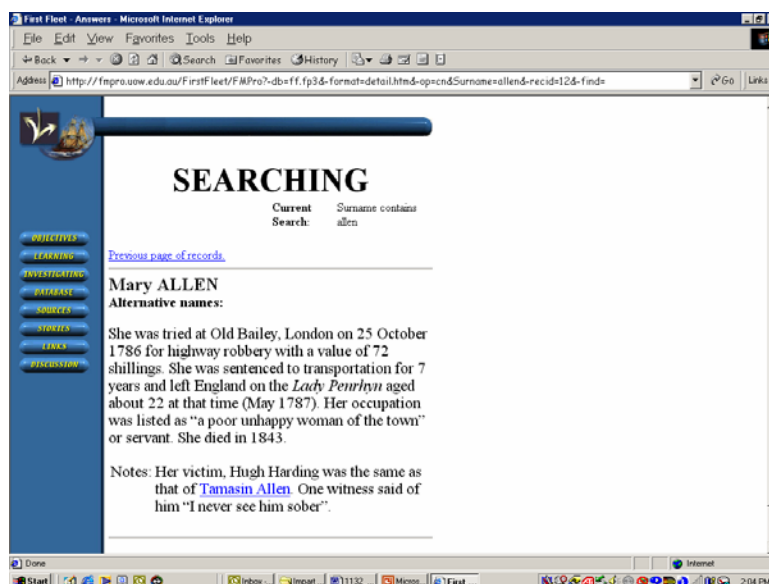 First Fleet - Answers - Microsoft Internet Explorer
File Edit View Favorites Tools Help
Back Search Favorites History
Address http://fmpro.uow.edu.au/FirstFleet/FMPro?-db=ff.fp3&-format=detail.htm&-op=cn&Surname=allen&-recid=12&-find= Go Links
SEARCHING
Current Search: Surname contains allen
OBJECTIVES
LEARNING
INVESTIGATING
DATABASE
SOURCES
STORIES
LINKS
DISCUSSION
Previous page of records.
Mary ALLEN
Alternative names:
She was tried at Old Bailey, London on 25 October
1786 for highway robbery with a value of 72
shillings. She was sentenced to transportation for 7
years and left England on the Lady Penrhyn aged
about 22 at that time (May 1787). Her occupation
was listed as “a poor unhappy woman of the town”
or servant. She died in 1843.
Notes: Her victim, Hugh Harding was the same as
that of Tamasin Allen. One witness said of
him “I never see him sober”.
Done Internet
Start Inbox -... Impart... 1132 ... Micros... First ... 2:04 PM